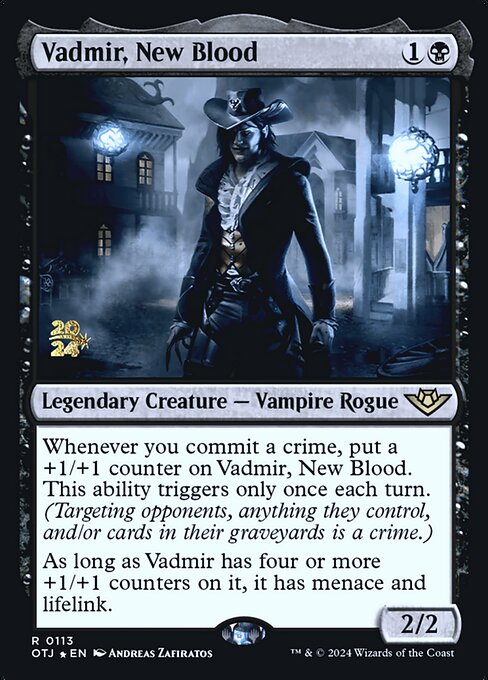 Vadmir, New Blood 1
20
24
Legendary Creature — Vampire Rogue
Whenever you commit a crime, put a
+1/+1 counter on Vadmir, New Blood.
This ability triggers only once each turn.
(Targeting opponents, anything they control,
and/or cards in their graveyards is a crime.)
As long as Vadmir has four or more
+1/+1 counters on it, it has menace and
lifelink.
2/2
R 0113
OTJ ★ EN Andreas Zafiratos
™ & © 2024 Wizards of the Coast